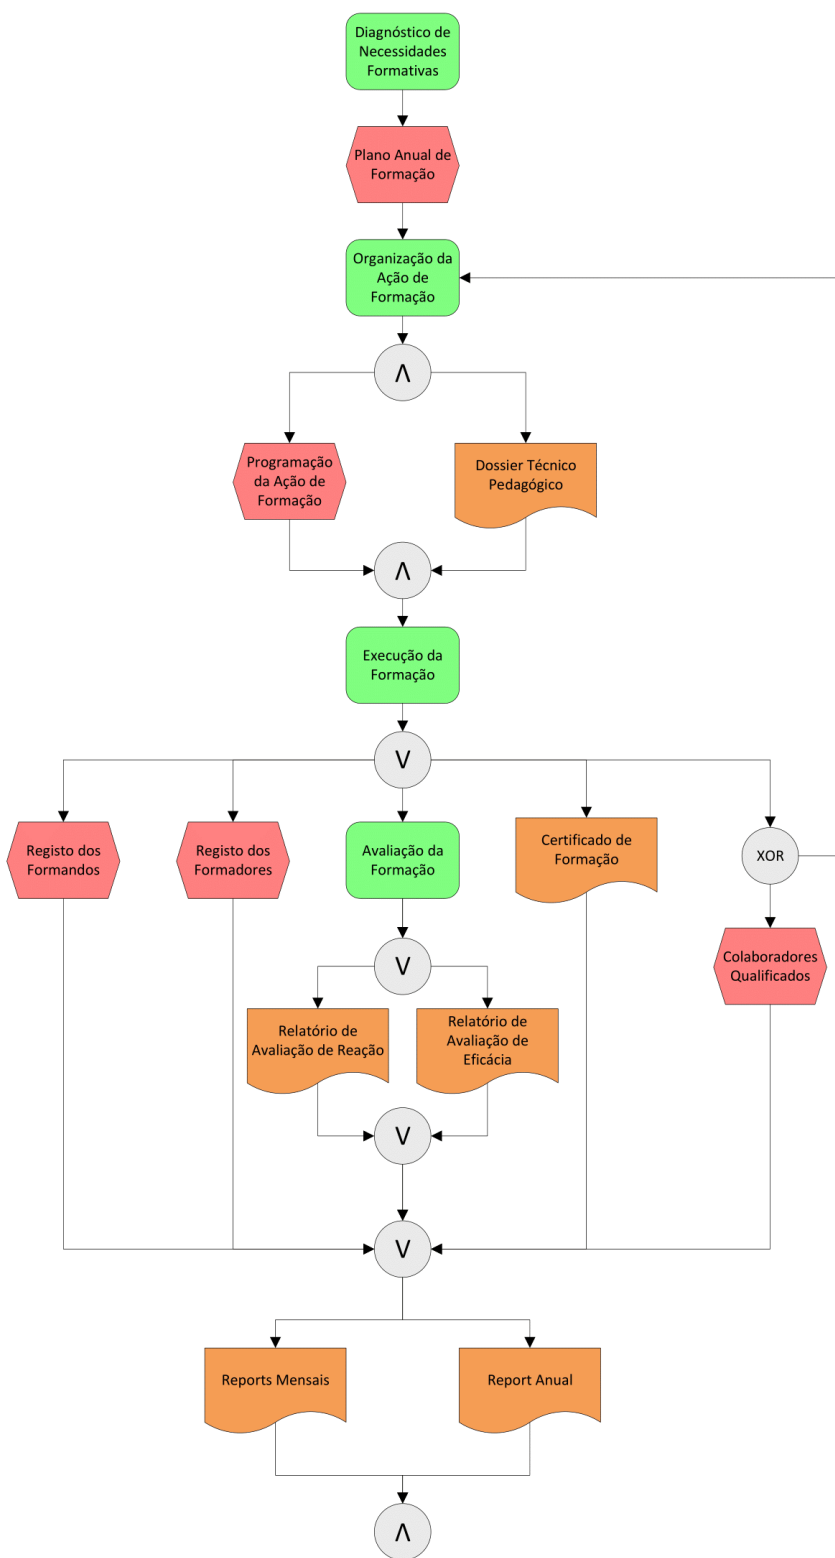 Diagnóstico de
Necessidades
Formativas
Plano Anual de
Formação
Organização da
Ação de
Formação
Λ
Programação
da Ação de
Formação
Dossier Técnico
Pedagógico
Λ
Execução da
Formação
V
Registo dos
Formandos
Registo dos
Formadores
Avaliação da
Formação
Certificado de
Formação
XOR
Colaboradores
Qualificados
V
Relatório de
Avaliação de Reação
Relatório de
Avaliação de
Eficácia
V
V
Reports Mensais
Report Anual
Λ